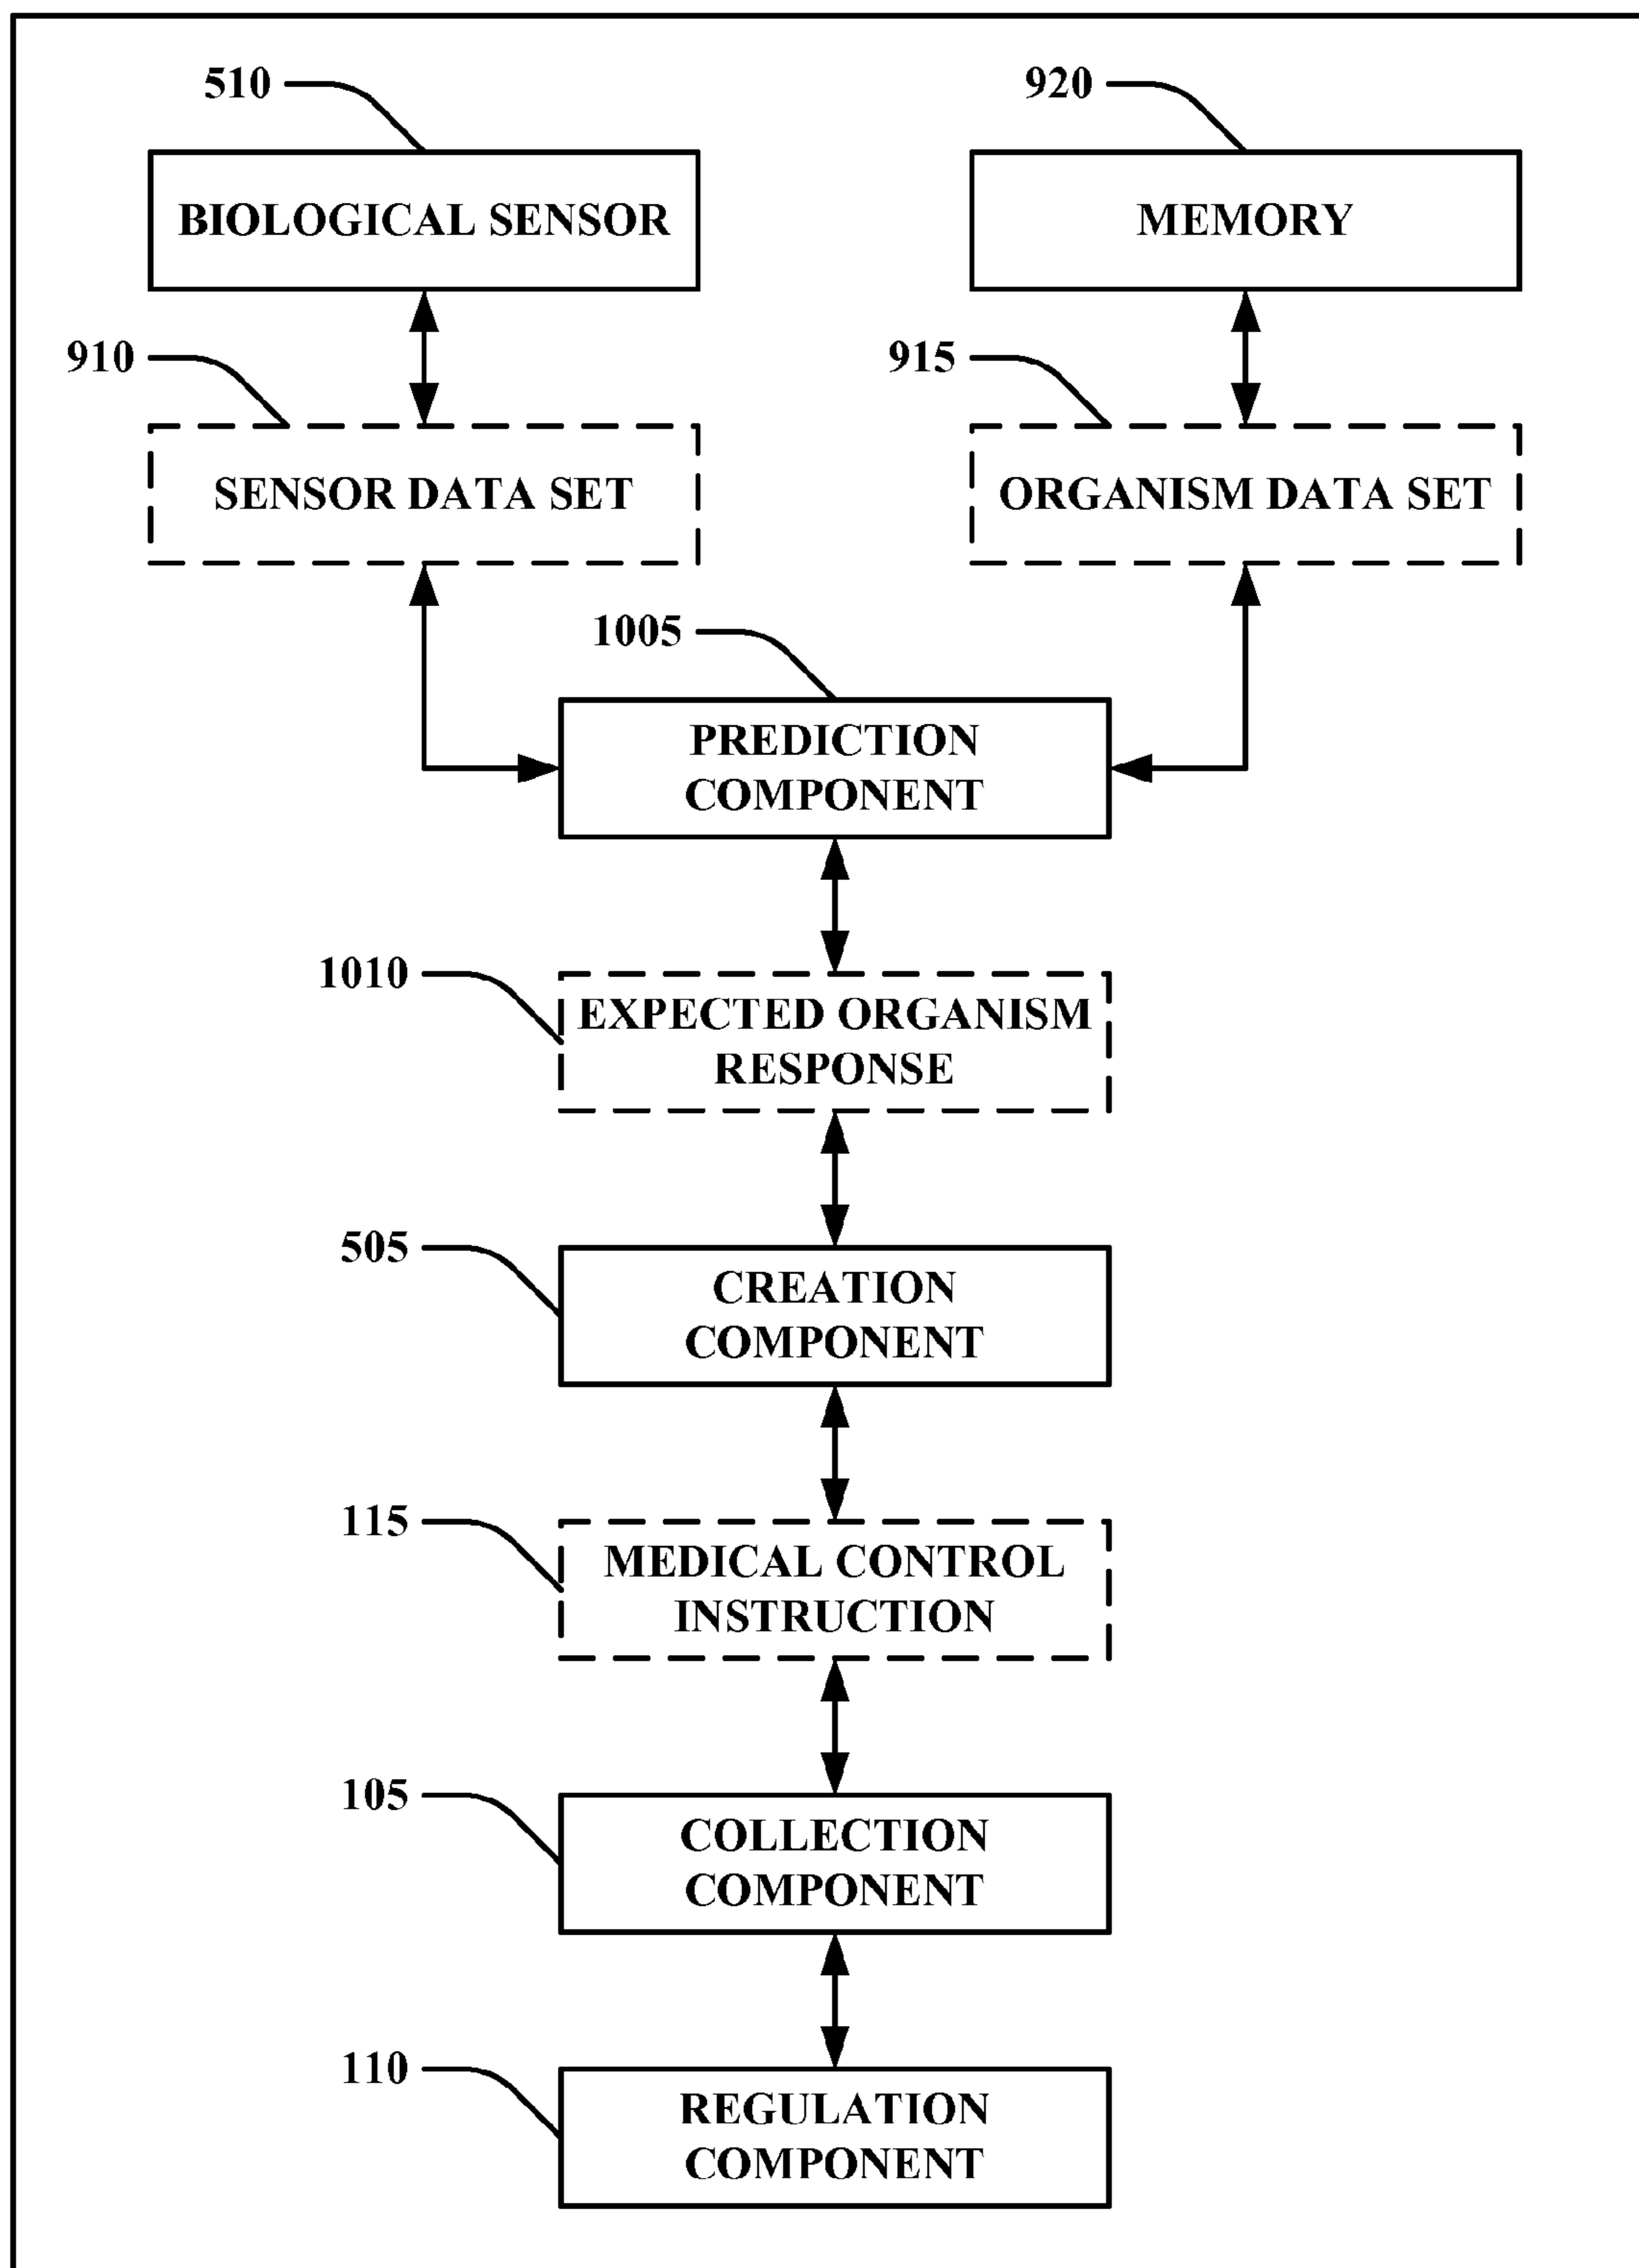 510
920
BIOLOGICAL SENSOR
MEMORY
910
915
SENSOR DATA SET
ORGANISM DATA SET
1005
PREDICTION
COMPONENT
1010
EXPECTED ORGANISM
RESPONSE
505
CREATION
COMPONENT
115
MEDICAL CONTROL
INSTRUCTION
105
COLLECTION
COMPONENT
110
REGULATION
COMPONENT